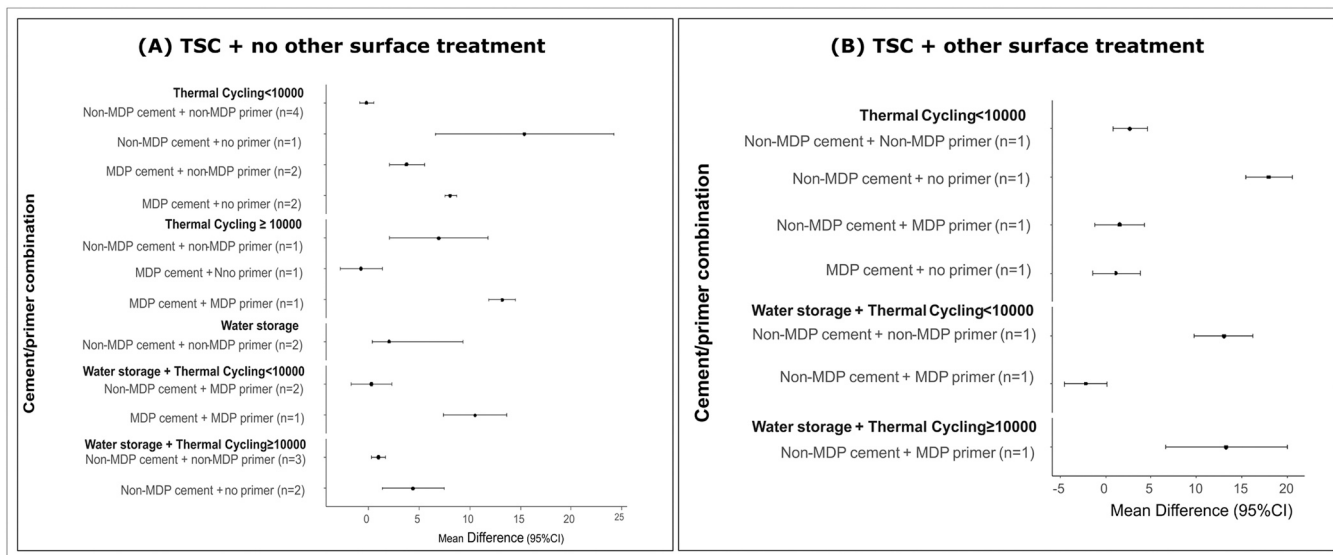 (A) TSC + no other surface treatment
Cement/primer combination
Thermal Cycling<10000
Non-MDP cement + non-MDP primer (n=4)
Non-MDP cement + no primer (n=1)
MDP cement + non-MDP primer (n=2)
MDP cement + no primer (n=2)
Thermal Cycling ≥ 10000
Non-MDP cement + non-MDP primer (n=1)
MDP cement + Nno primer (n=1)
MDP cement + MDP primer (n=1)
Water storage
Non-MDP cement + non-MDP primer (n=2)
Water storage + Thermal Cycling<10000
Non-MDP cement + MDP primer (n=2)
MDP cement + MDP primer (n=1)
Water storage + Thermal Cycling≥10000
Non-MDP cement + non-MDP primer (n=3)
Non-MDP cement + no primer (n=2)
0 5 10 15 20 25
Mean Difference (95%CI)
(B) TSC + other surface treatment
Cement/primer combination
Thermal Cycling<10000
Non-MDP cement + Non-MDP primer (n=1)
Non-MDP cement + no primer (n=1)
Non-MDP cement + MDP primer (n=1)
MDP cement + no primer (n=1)
Water storage + Thermal Cycling<10000
Non-MDP cement + non-MDP primer (n=1)
Non-MDP cement + MDP primer (n=1)
Water storage + Thermal Cycling≥10000
Non-MDP cement + MDP primer (n=1)
-5 0 5 10 15 20
Mean Difference (95%CI)